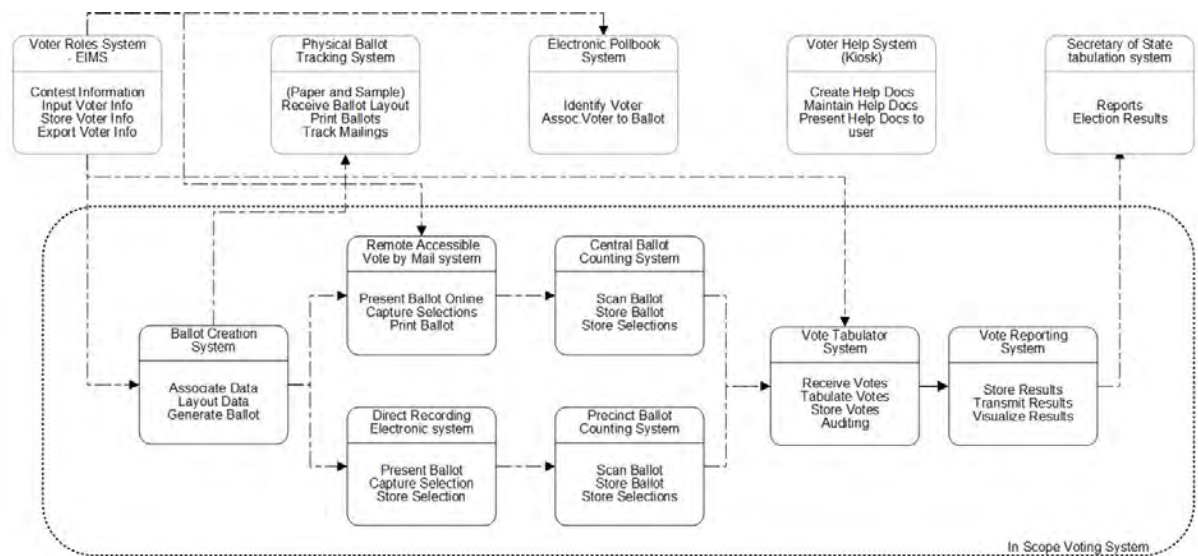 Voter Roles System
- EIMS
Contest Information
Input Voter Info
Store Voter Info
Export Voter Info
Physical Ballot
Tracking System
(Paper and Sample)
Receive Ballot Layout
Print Ballots
Track Mailings
Electronic Pollbook
System
Identify Voter
Assoc.Voter to Ballot
Voter Help System
(Kiosk)
Create Help Docs
Maintain Help Docs
Present Help Docs to
user
Secretary of State
tabulation system
Reports
Election Results
Remote Accessible
Vote by Mail system
Present Ballot Online
Capture Selections
Print Ballot
Central Ballot
Counting System
Scan Ballot
Store Ballot
Store Selections
Ballot Creation
System
Associate Data
Layout Data
Generate Ballot
Vote Tabulator
System
Receive Votes
Tabulate Votes
Store Votes
Auditing
Vote Reporting
System
Store Results
Transmit Results
Visualize Results
Direct Recording
Electronic system
Present Ballot
Capture Selection
Store Selection
Precinct Ballot
Counting System
Scan Ballot
Store Ballot
Store Selections
In Scope Voting System